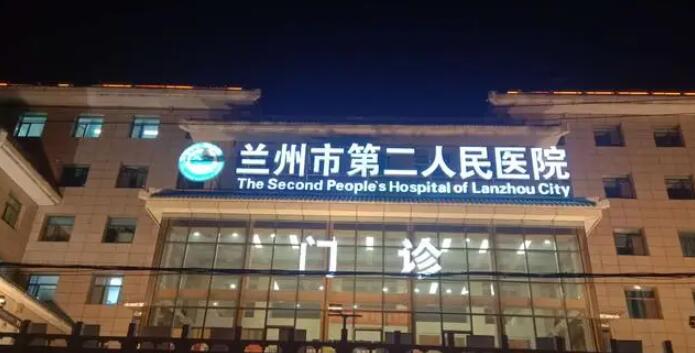 兰州市第二人民医院
The Second People's Hospital of Lanzhou City
门诊